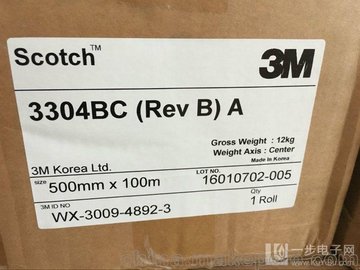 Scotch™
3M
3304BC (Rev B) A
Gross Weight : 12kg
Weight Axis : Center
Made In Korea
3M Korea Ltd.
size
500mm x 100m
LOT NO.
16010702-005
3M ID NO
WX-3009-4892-3
Qty
1 Roll
一步电子网